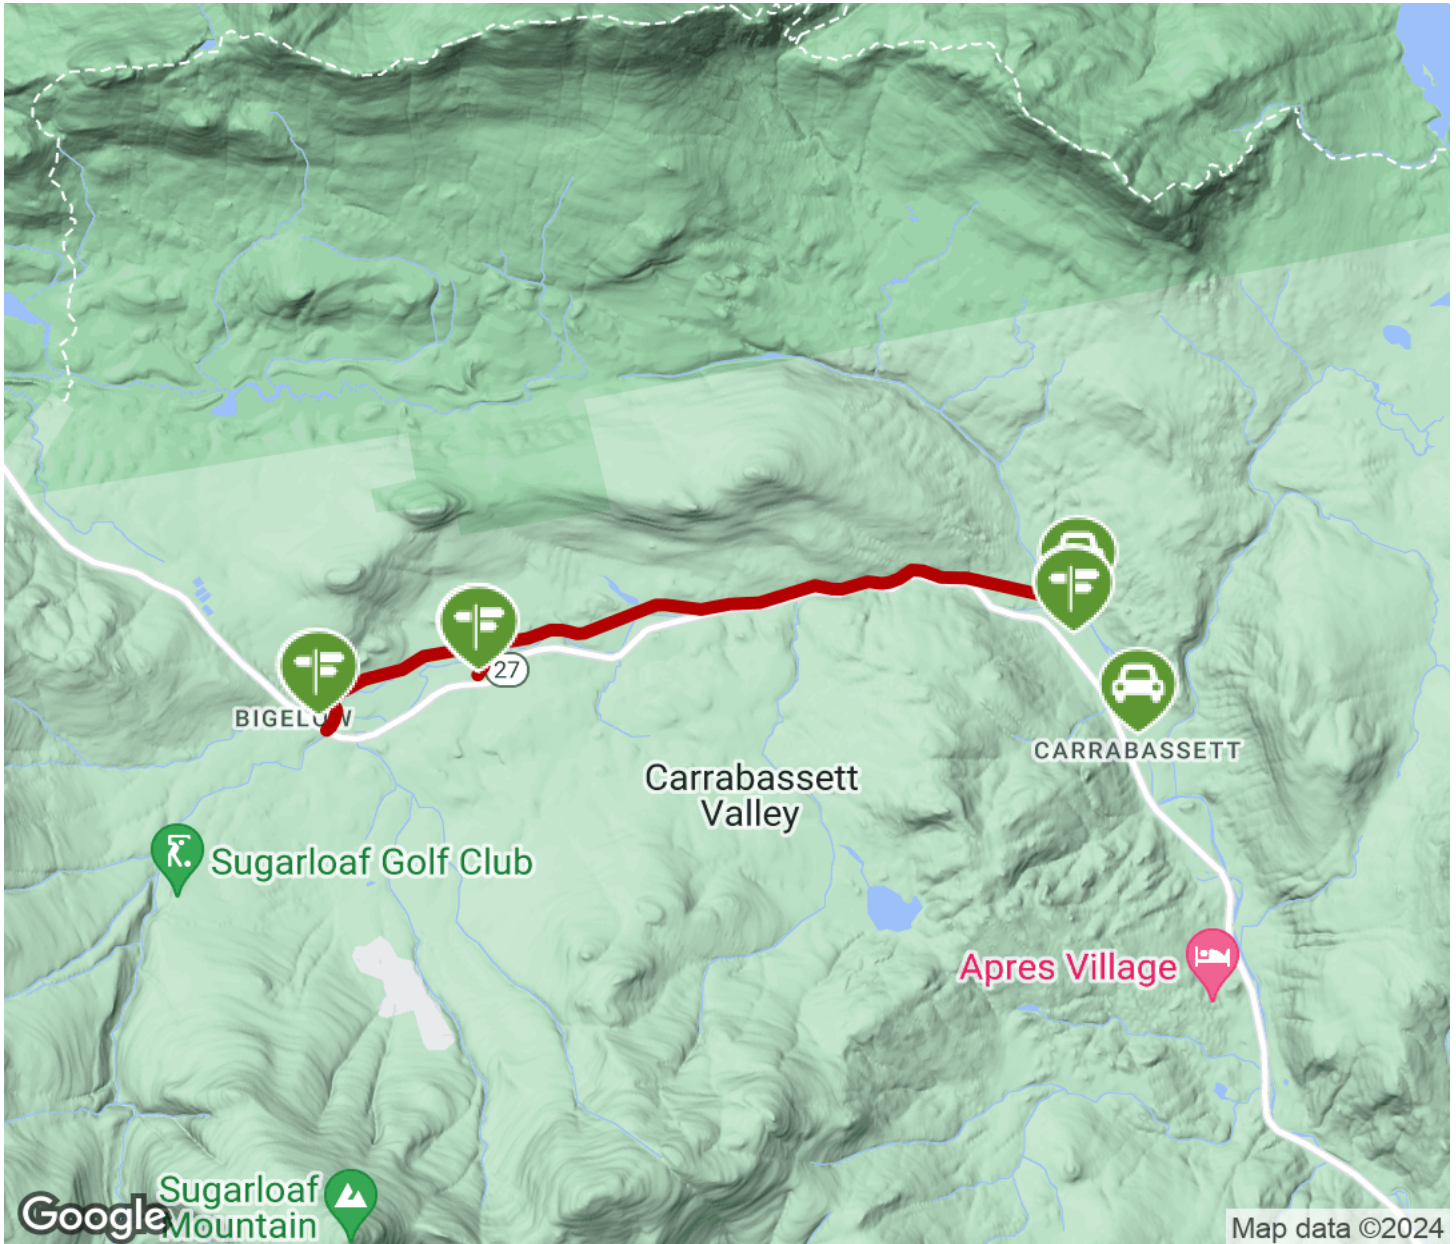 27
BIGELOW
CARRABASSETT
Carrabassett
Valley
Sugarloaf Golf Club
Apres Village
Sugarloaf
Mountain
Google
Map data ©2024